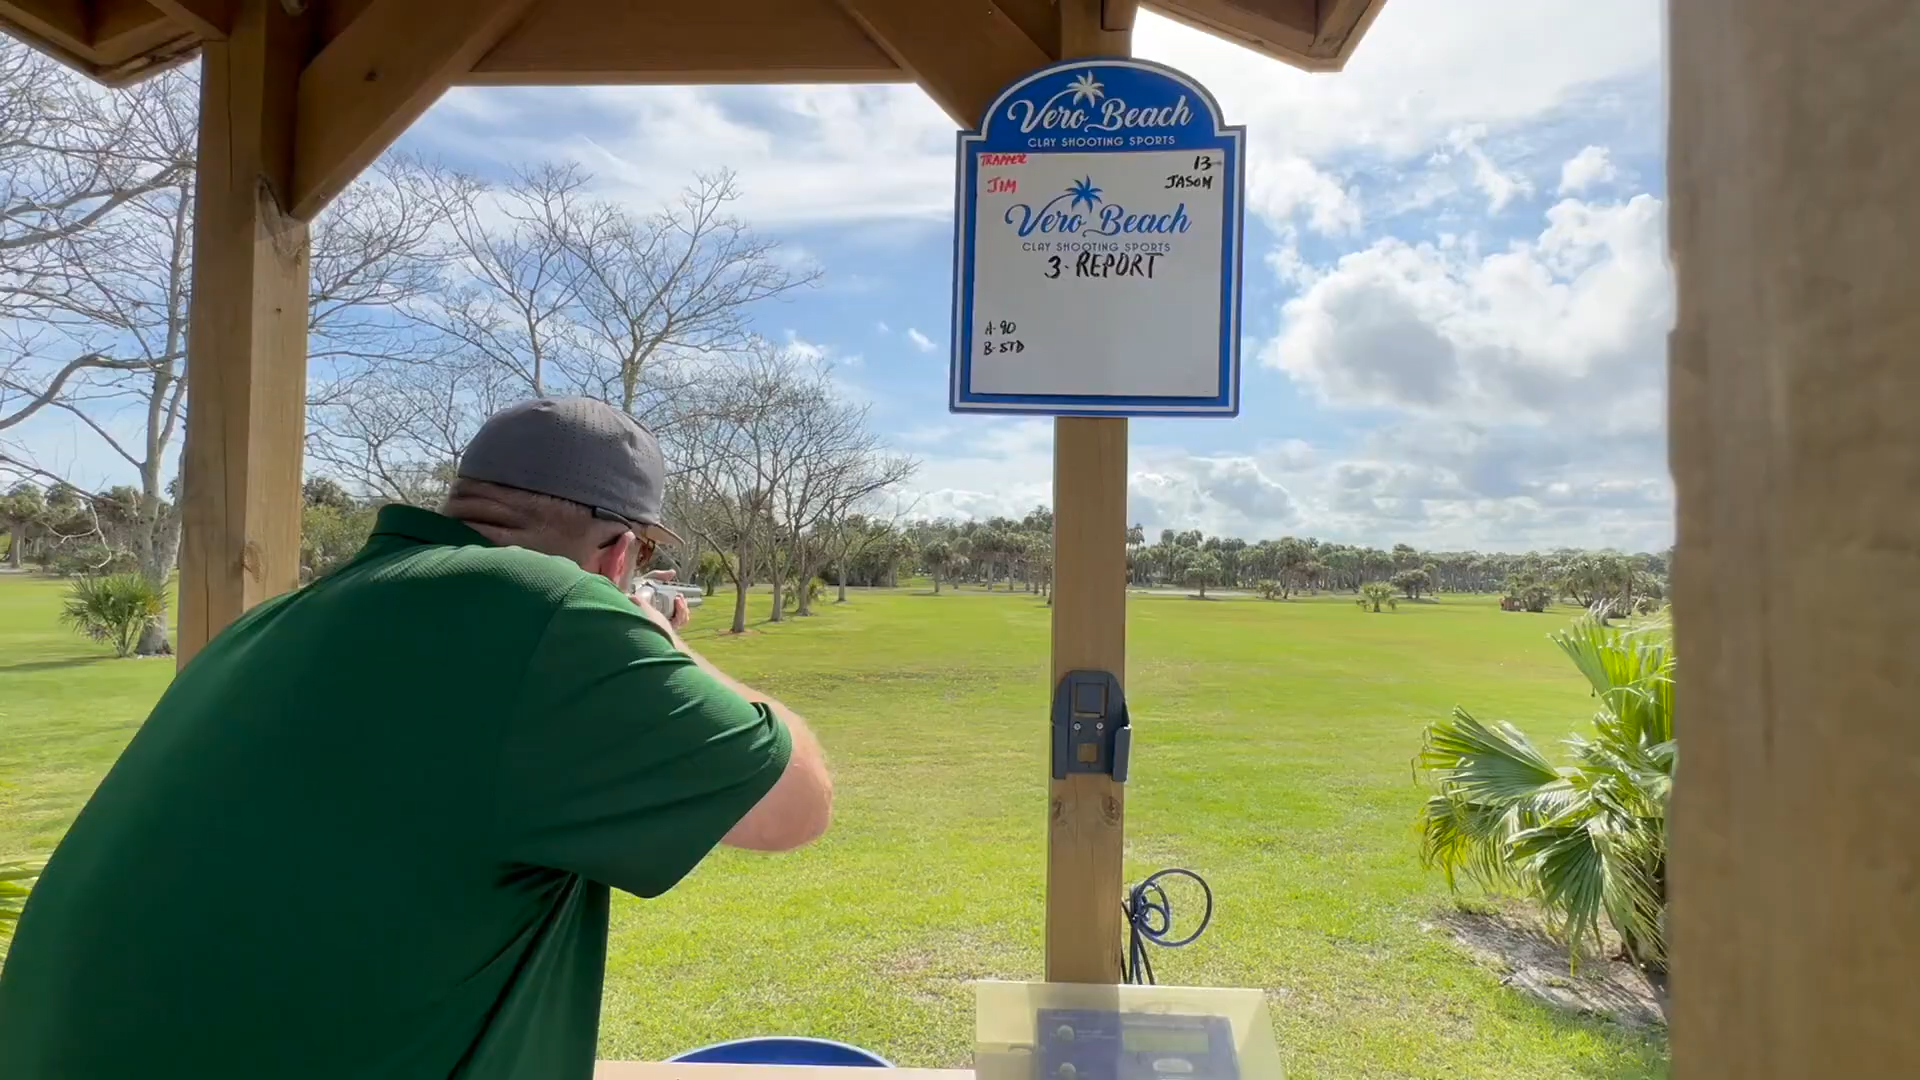 Vero Beach
CLAY SHOOTING SPORTS
TRAPPER 13
JIM JASON
Vero Beach
CLAY SHOOTING SPORTS
3-REPORT
A-90
B-STD